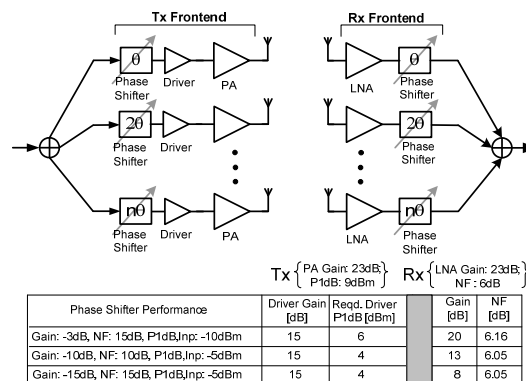 Tx Frontend
Rx Frontend
θ
Phase Shifter
Driver
PA
LNA
θ
Phase Shifter
2θ
Phase Shifter
Driver
PA
LNA
2θ
Phase Shifter
nθ
Phase Shifter
Driver
PA
LNA
nθ
Phase Shifter
Tx { PA Gain: 23dB; P1dB: 9dBm }
Rx { LNA Gain: 23dB; NF : 6dB }
Phase Shifter Performance | Driver Gain [dB] | Reqd. Driver P1dB [dBm] | Gain [dB] | NF [dB]
Gain: -3dB, NF: 15dB, P1dB,Inp: -10dBm | 15 | 6 | 20 | 6.16
Gain: -10dB, NF: 10dB, P1dB,Inp: -5dBm | 15 | 4 | 13 | 6.05
Gain: -15dB, NF: 15dB, P1dB,Inp: -5dBm | 15 | 4 | 8 | 6.05